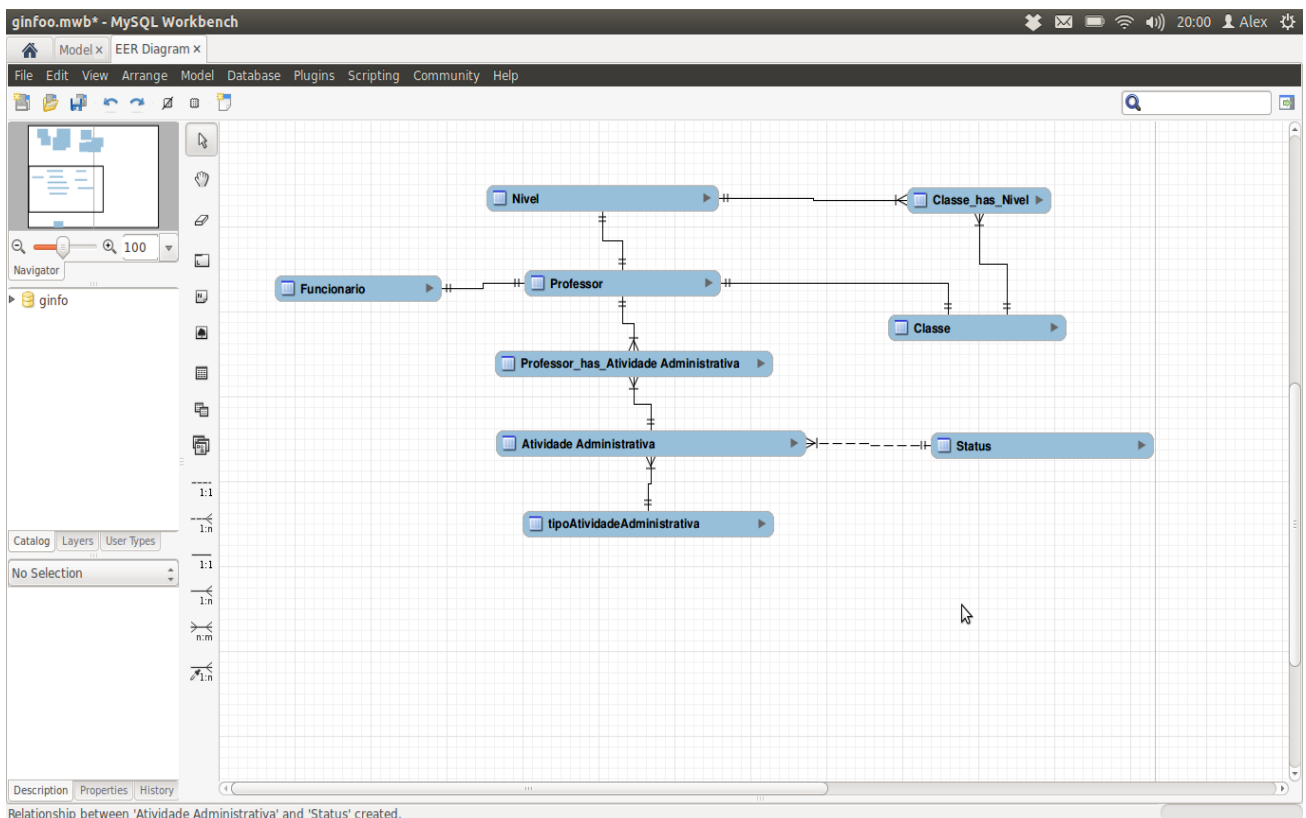 ginfoo.mwb* - MySQL Workbench 20:00 Alex
Model × EER Diagram ×
File Edit View Arrange Model Database Plugins Scripting Community Help
100
Navigator
ginfo
Catalog Layers User Types
No Selection
Description Properties History
1:1
1:n
1:1
1:n
n:m
1:n
Nivel
Classe_has_Nivel
Funcionario
Professor
Classe
Professor_has_Atividade Administrativa
Atividade Administrativa
Status
tipoAtividadeAdministrativa
Relationship between 'Atividade Administrativa' and 'Status' created.